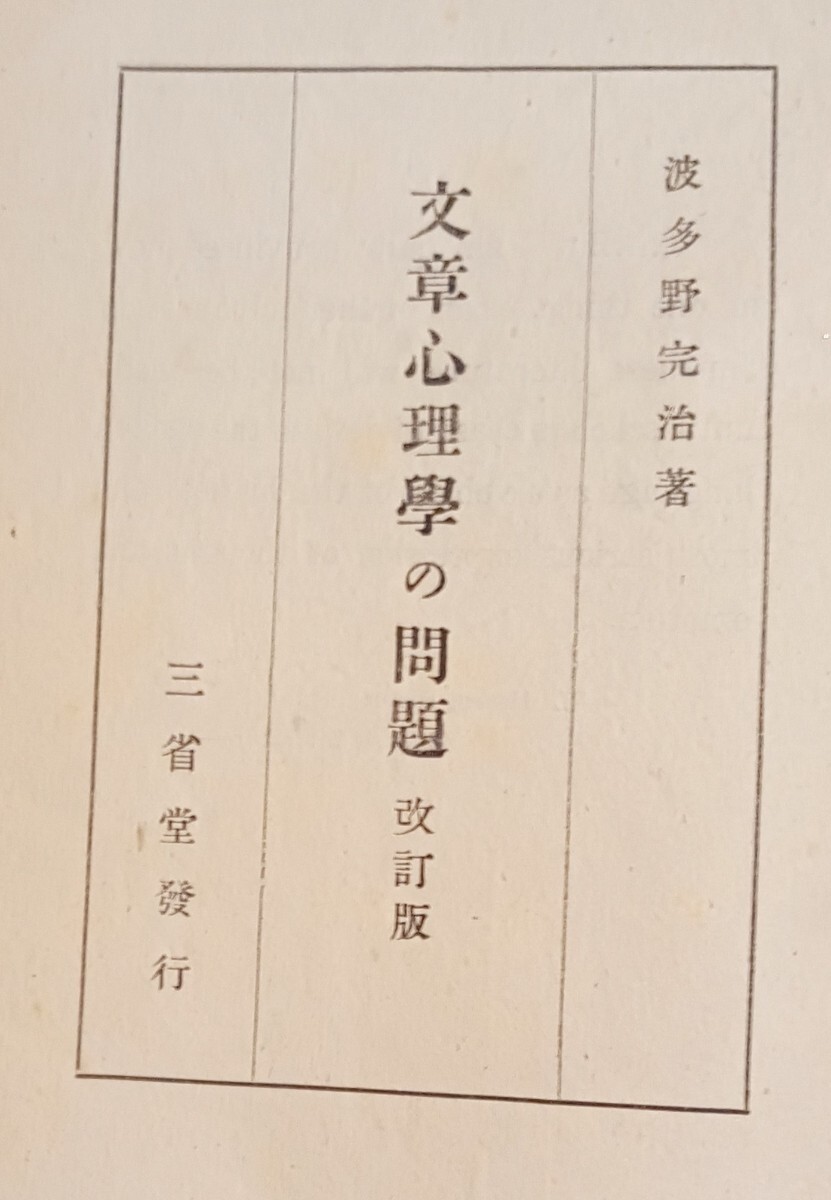 波多野完治著
文章心理學の問題 改訂版
三省堂發行